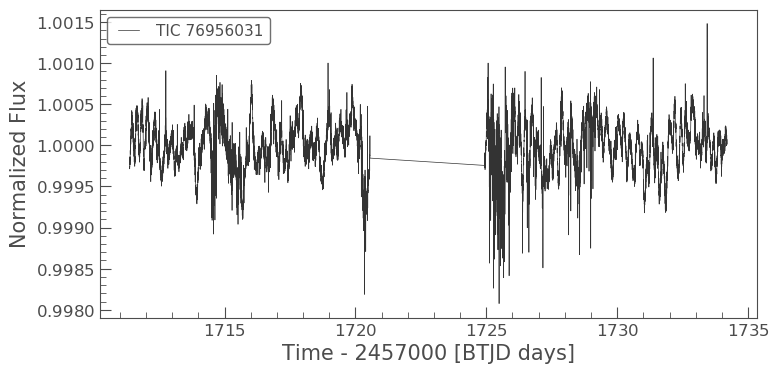 TIC 76956031
1.0015
1.0010
1.0005
1.0000
0.9995
0.9990
0.9985
0.9980
Normalized Flux
1715 1720 1725 1730 1735
Time - 2457000 [BTJD days]